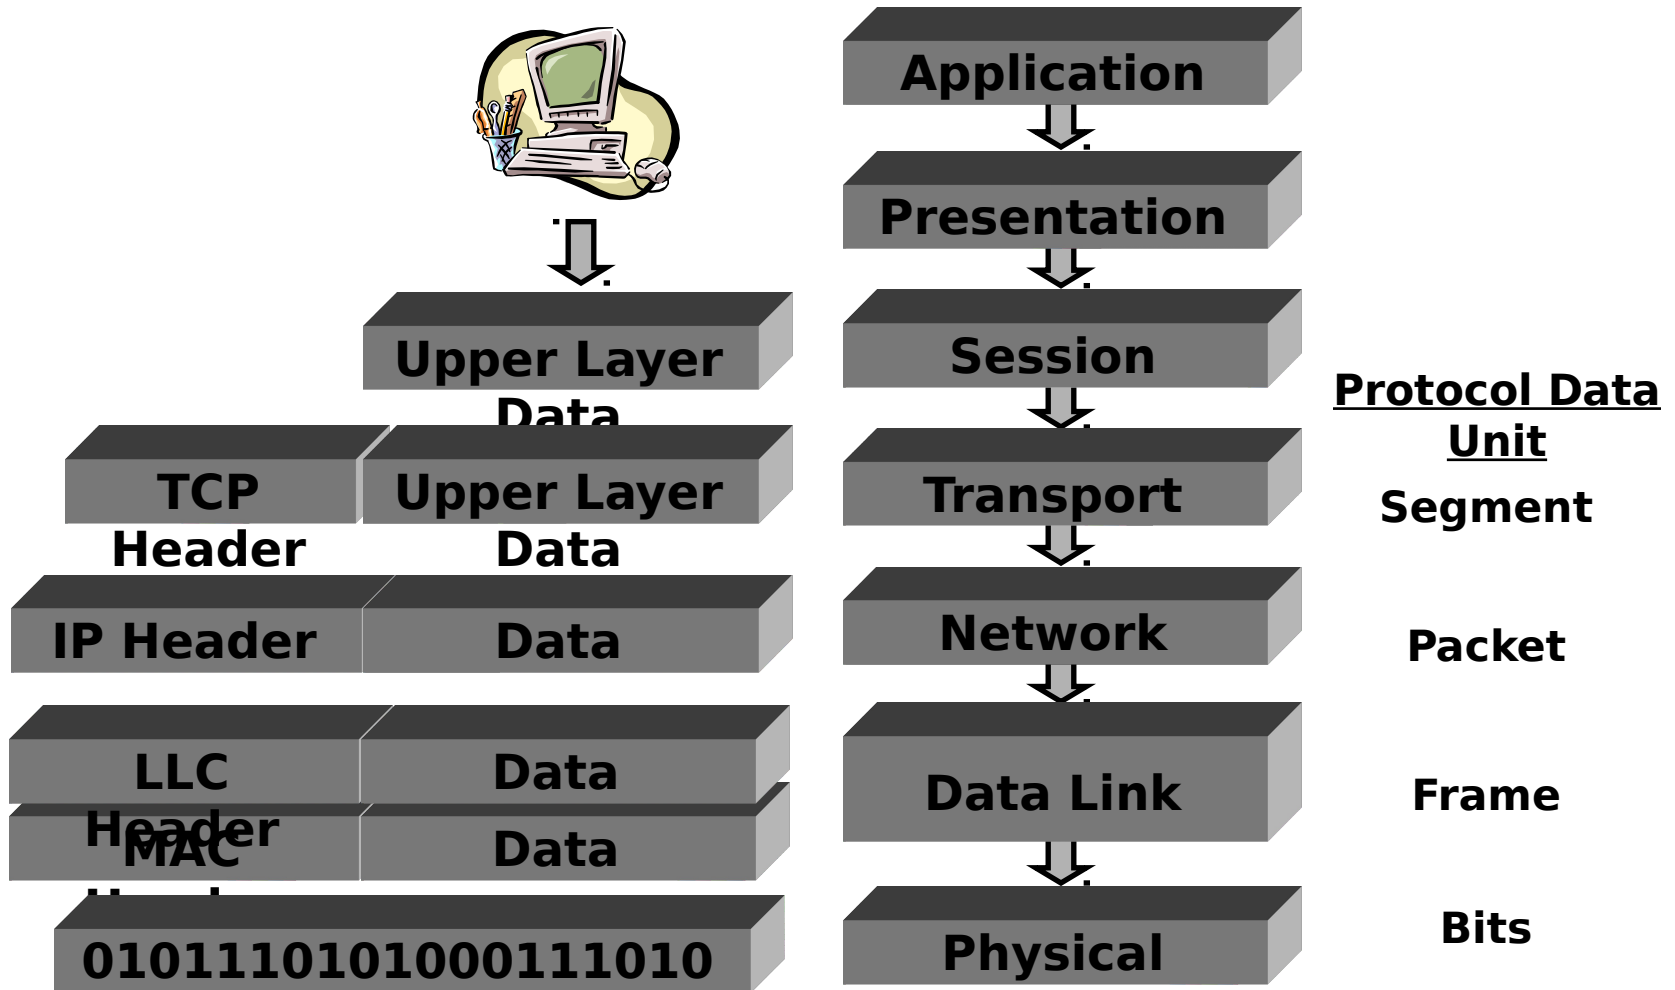 Application
Presentation
Session
Upper Layer
Data
Protocol Data
Unit
TCP
Header
Upper Layer
Data
Transport
Segment
IP Header
Data
Network
Packet
LLC
Header
Data
MAC
Data
Data Link
Frame
0101110101000111010
Physical
Bits